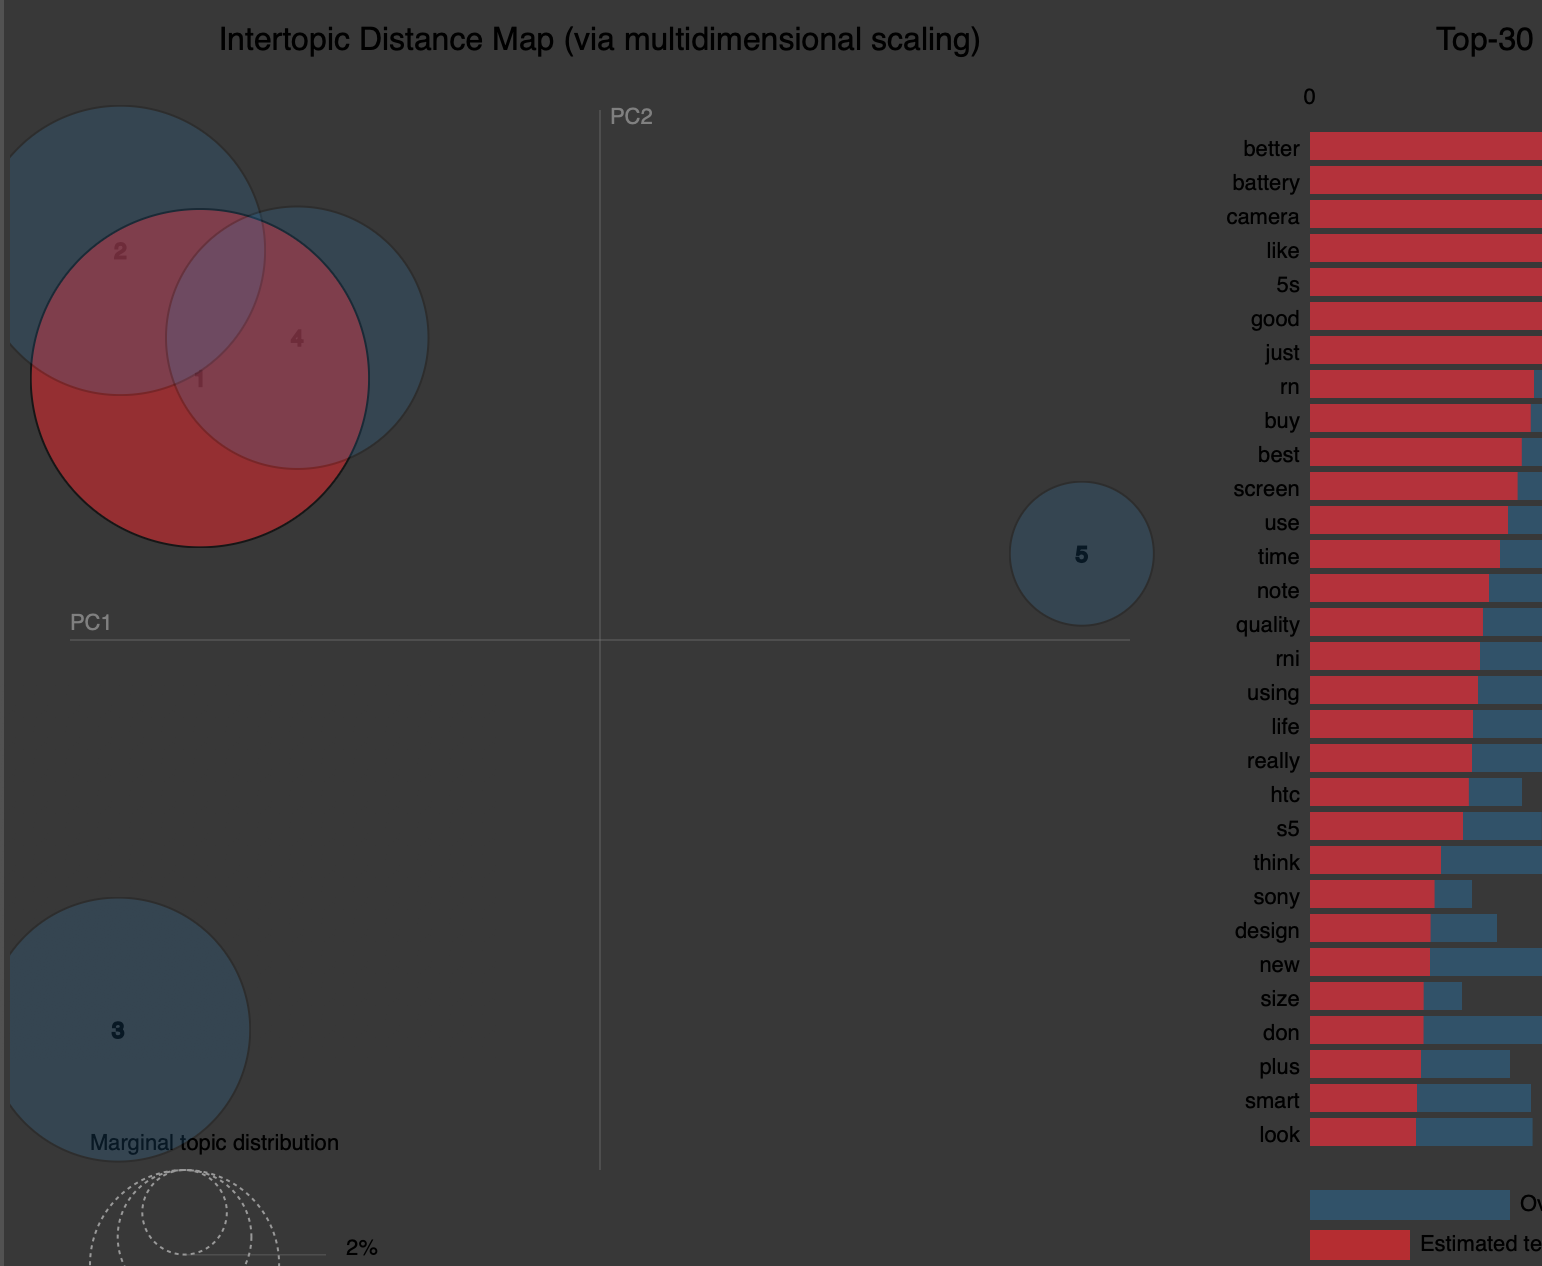 Intertopic Distance Map (via multidimensional scaling)
Top-30
PC2
PC1
2
4
1
5
3
Marginal topic distribution
2%
0
better
battery
camera
like
5s
good
just
rn
buy
best
screen
use
time
note
quality
rni
using
life
really
htc
s5
think
sony
design
new
size
don
plus
smart
look
Estimated